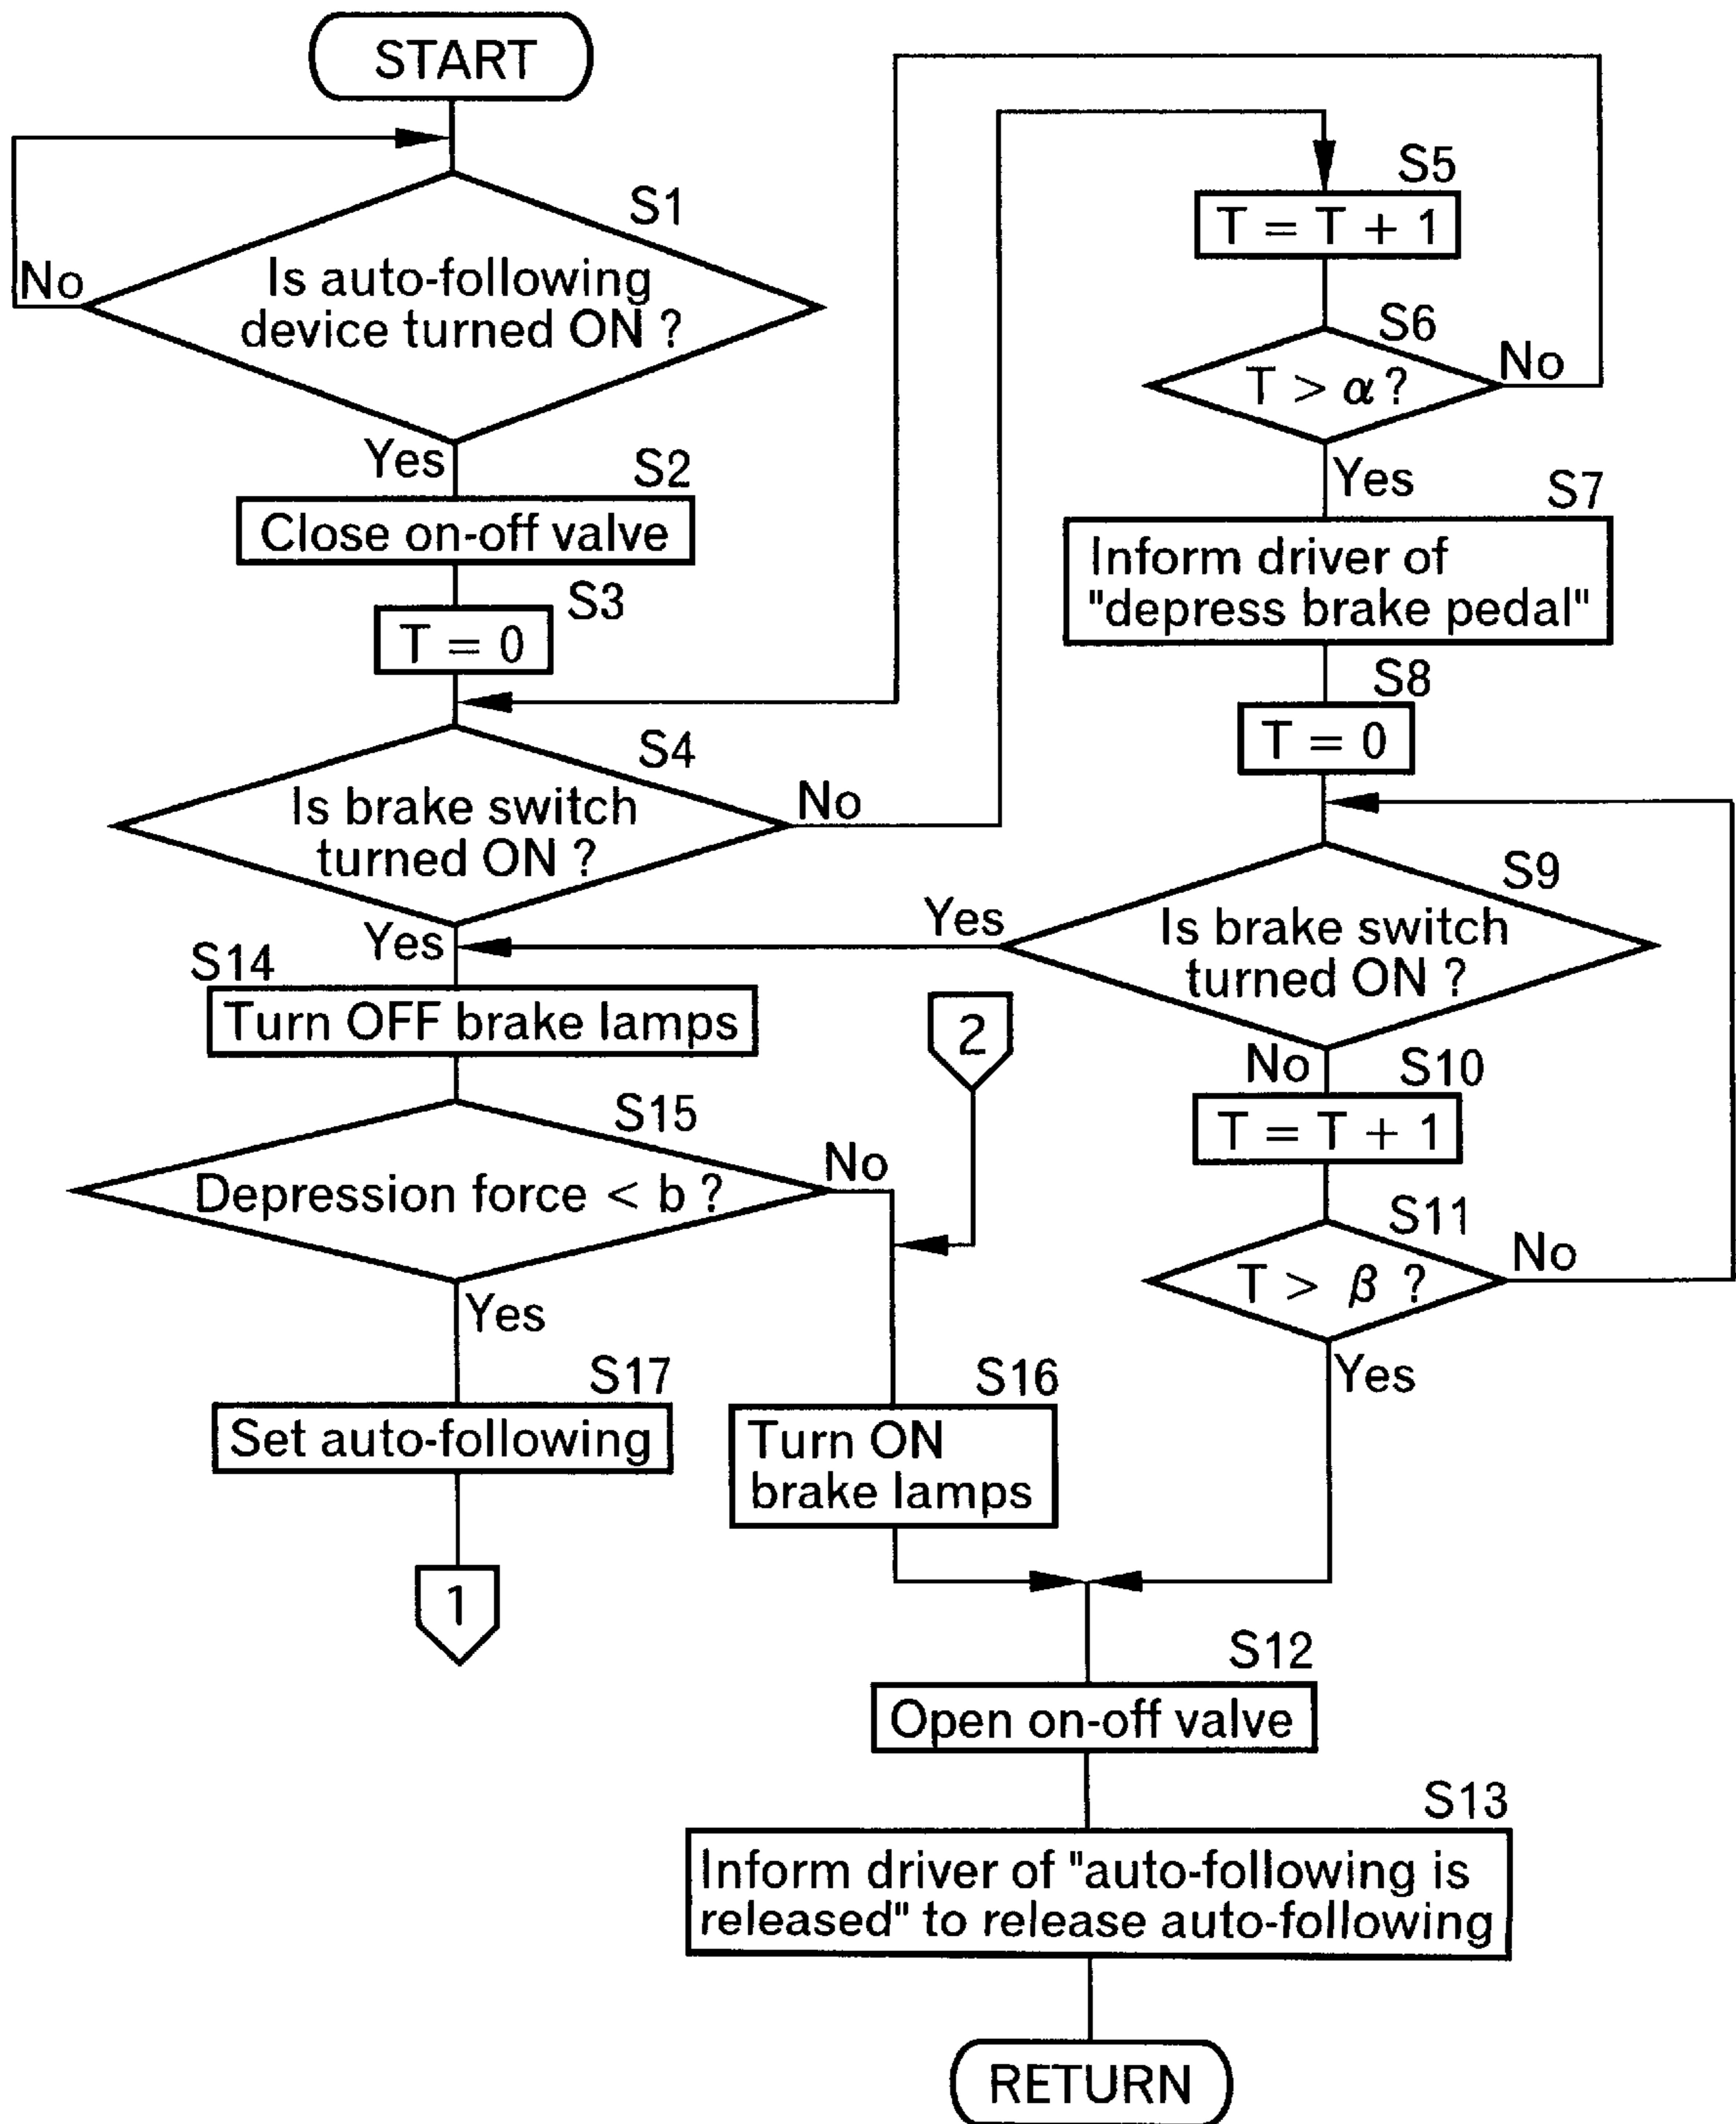 START
S1
No
Is auto-following
device turned ON ?
Yes
S2
Close on-off valve
S3
T = 0
S4
Is brake switch
turned ON ?
No
Yes
S5
T = T + 1
S6
T > α ?
No
Yes
S7
Inform driver of
"depress brake pedal"
S8
T = 0
S9
Is brake switch
turned ON ?
Yes
No
S10
T = T + 1
S11
T > β ?
No
Yes
S14
Turn OFF brake lamps
S15
Depression force < b ?
No
Yes
2
S17
Set auto-following
1
S16
Turn ON
brake lamps
S12
Open on-off valve
S13
Inform driver of "auto-following is
released" to release auto-following
RETURN